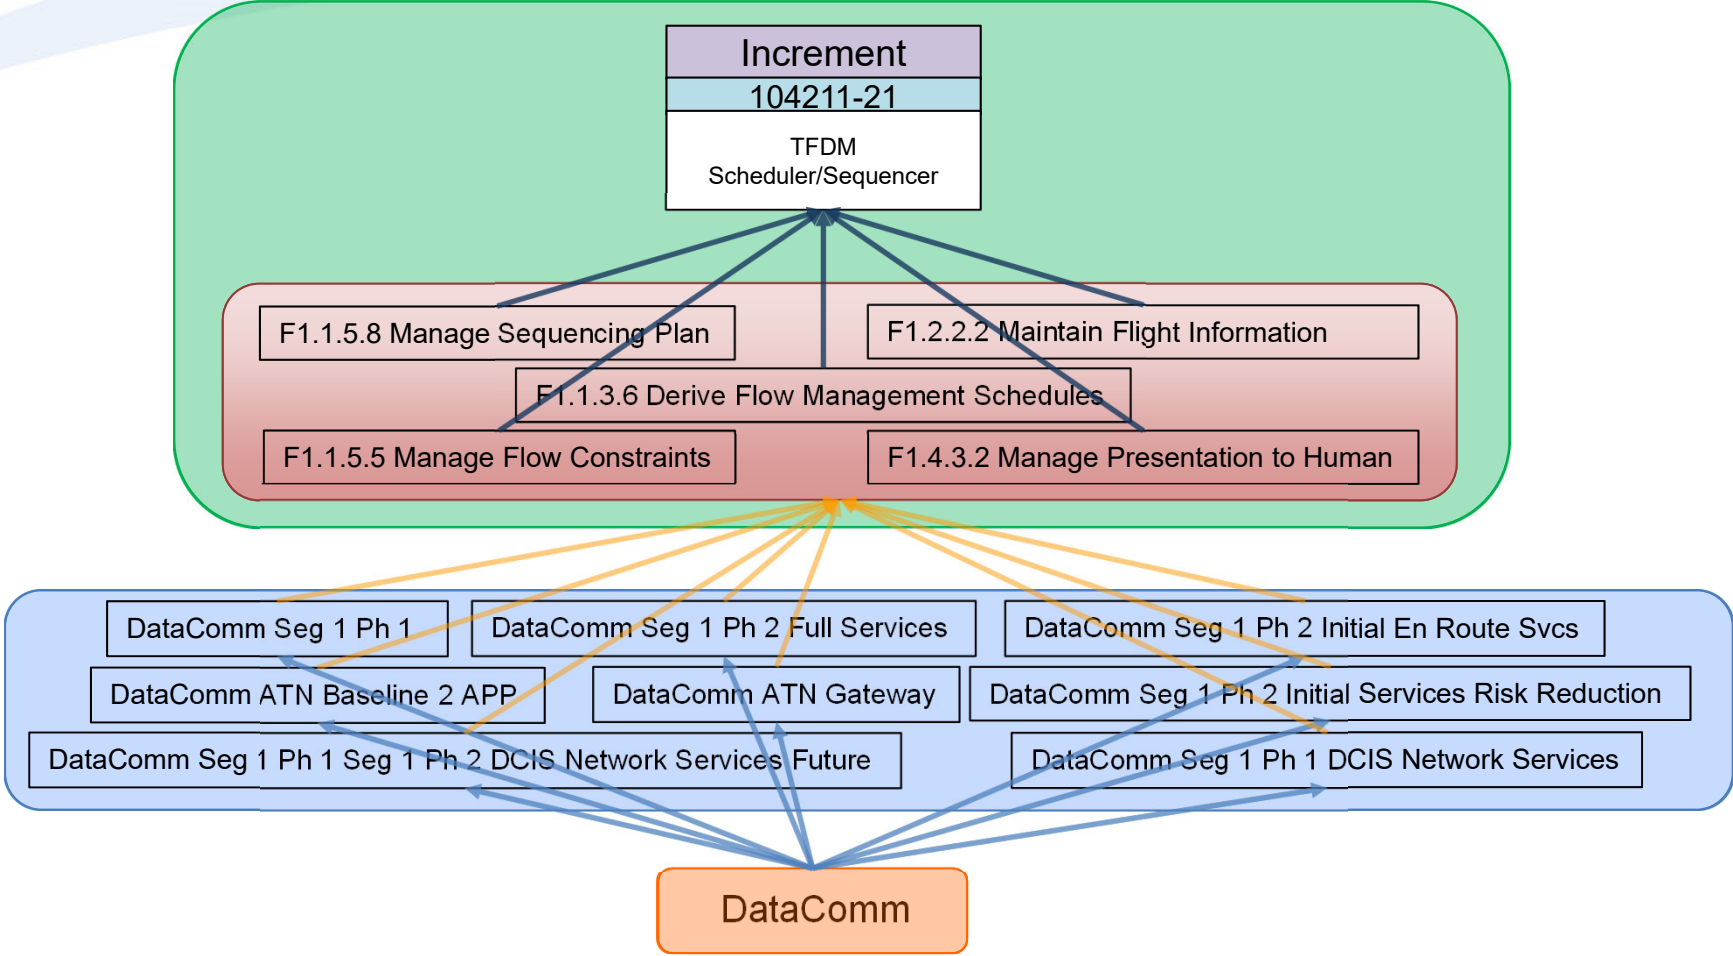 Increment
104211-21
TFDM
Scheduler/Sequencer
F1.1.5.8 Manage Sequencing Plan
F1.2.2.2 Maintain Flight Information
F1.1.3.6 Derive Flow Management Schedules
F1.1.5.5 Manage Flow Constraints
F1.4.3.2 Manage Presentation to Human
DataComm Seg 1 Ph 1
DataComm Seg 1 Ph 2 Full Services
DataComm Seg 1 Ph 2 Initial En Route Svcs
DataComm ATN Baseline 2 APP
DataComm ATN Gateway
DataComm Seg 1 Ph 2 Initial Services Risk Reduction
DataComm Seg 1 Ph 1 Seg 1 Ph 2 DCIS Network Services Future
DataComm Seg 1 Ph 1 DCIS Network Services
DataComm